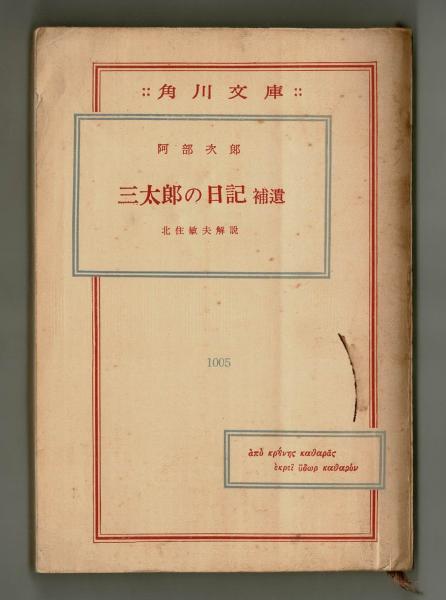 ::角川文庫::
阿部次郎
三太郎の日記 補遺
北住敏夫解説
1005
ἀπὸ κρήνης καθαρᾶς
ἐκρεῖ ὕδωρ καθαρόν